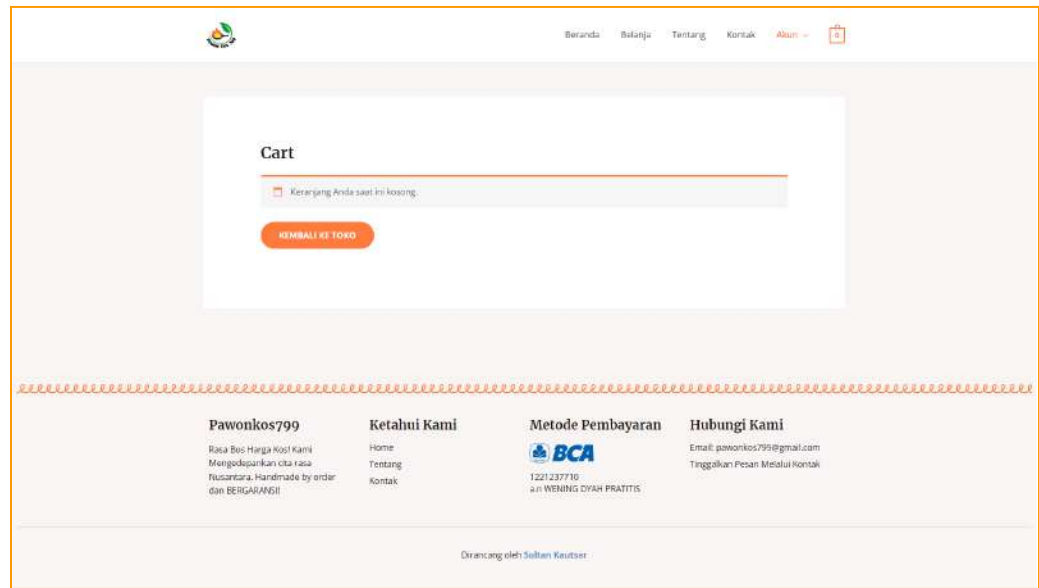 Beranda Belanja Tentang Kontak Akun 0
Cart
Keranjang Anda saat ini kosong.
KEMBALI KE TOKO
Pawonkos799
Rasa Bos Harga Kos! Kami
Mengedepankan cita rasa
Nusantara. Handmade by order
dan BERGARANSI!
Ketahui Kami
Home
Tentang
Kontak
Metode Pembayaran
BCA
1221237710
a.n WENING DYAH PRATITIS
Hubungi Kami
Email: pawonkos799@gmail.com
Tinggalkan Pesan Melalui Kontak
Dirancang oleh Sultan Kautsar